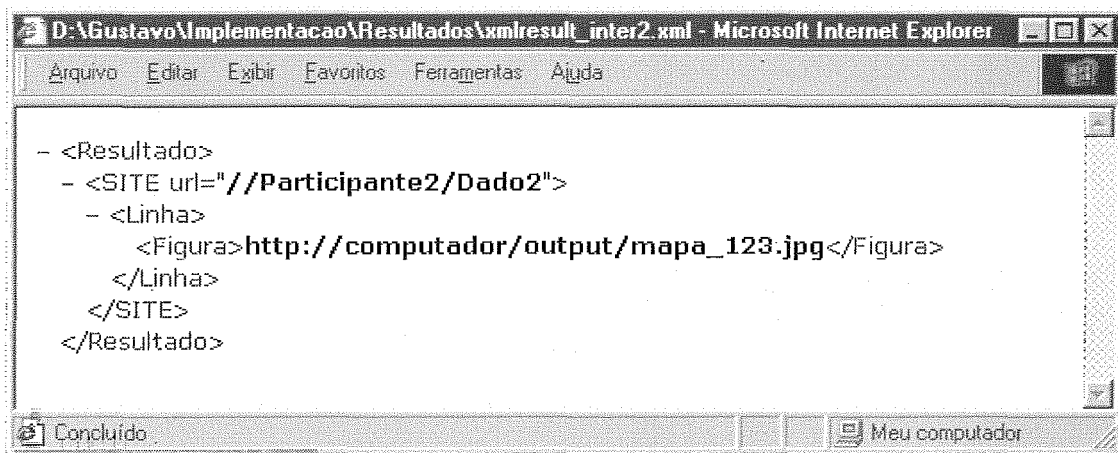 D:\Gustavo\Implementacao\Resultados\xmlresult_inter2.xml - Microsoft Internet Explorer
Arquivo Editar Exibir Favoritos Ferramentas Ajuda
- <Resultado>
- <SITE url="//Participante2/Dado2">
- <Linha>
<Figura>http://computador/output/mapa_123.jpg</Figura>
</Linha>
</SITE>
</Resultado>
Concluído Meu computador